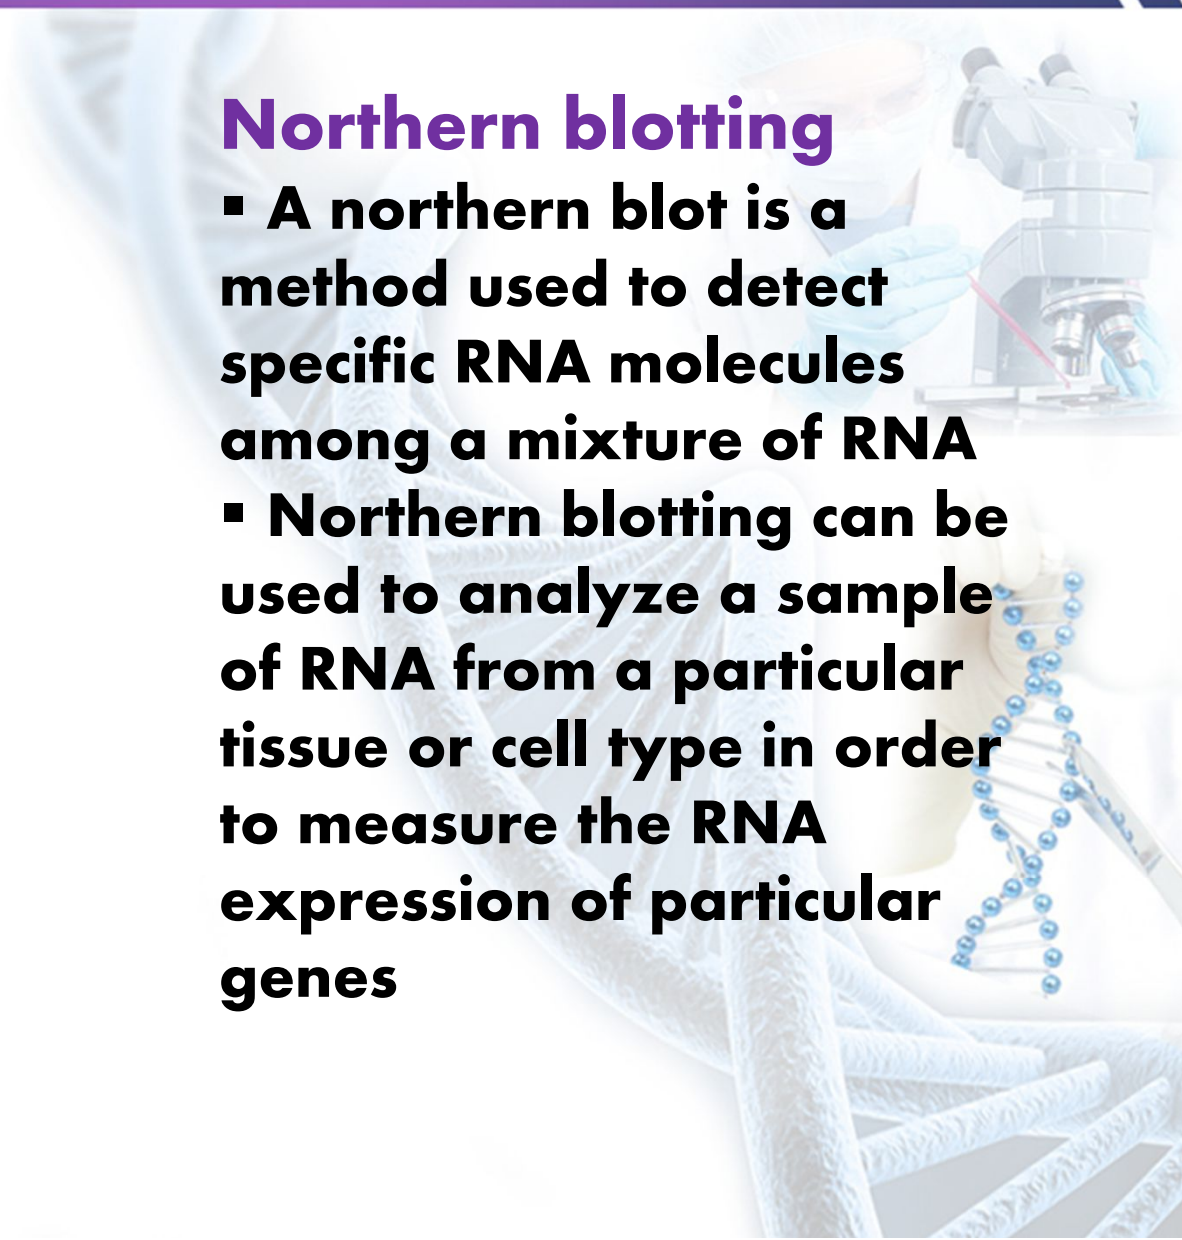 Northern blotting
▪ A northern blot is a
method used to detect
specific RNA molecules
among a mixture of RNA
▪ Northern blotting can be
used to analyze a sample
of RNA from a particular
tissue or cell type in order
to measure the RNA
expression of particular
genes